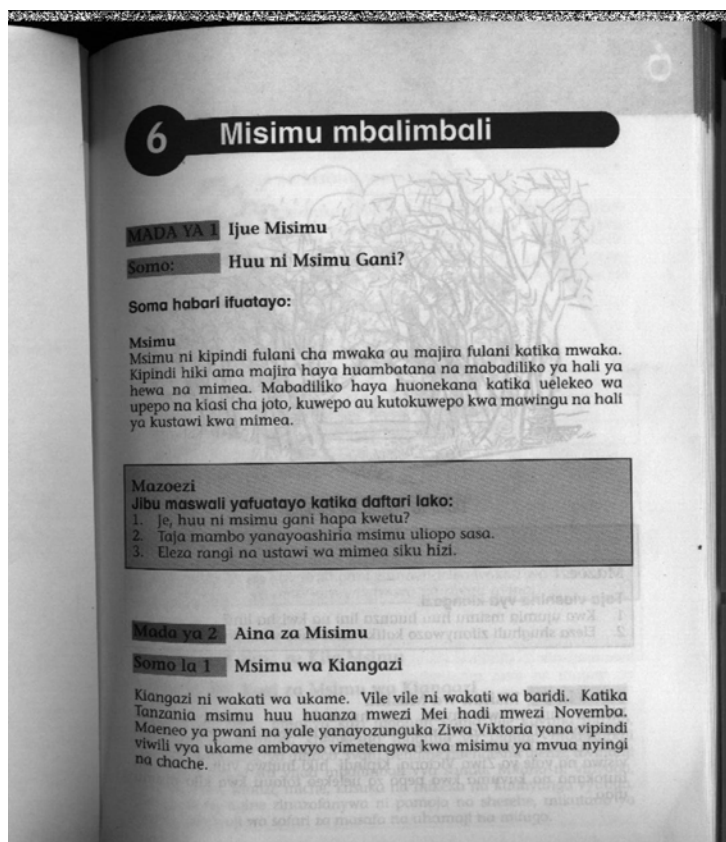 6 Misimu mbalimbali
MADA YA 1 Ijue Misimu
Somo: Huu ni Msimu Gani?
Soma habari ifuatayo:
Msimu
Msimu ni kipindi fulani cha mwaka au majira fulani katika mwaka.
Kipindi hiki ama majira haya huambatana na mabadiliko ya hali ya
hewa na mimea. Mabadiliko haya huonekana katika uelekeo wa
upepo na kiasi cha joto, kuwepo au kutokuwepo kwa mawingu na hali
ya kustawi kwa mimea.
Mazoezi
Jibu maswali yafuatayo katika daftari lako:
1. Je, huu ni msimu gani hapa kwetu?
2. Taja mambo yanayoashiria msimu uliopo sasa.
3. Eleza rangi na ustawi wa mimea siku hizi.
Mada ya 2 Aina za Misimu
Somo la 1 Msimu wa Kiangazi
Kiangazi ni wakati wa ukame. Vile vile ni wakati wa baridi. Katika
Tanzania msimu huu huanza mwezi Mei hadi mwezi Novemba.
Maeneo ya pwani na yale yanayozunguka Ziwa Viktoria yana vipindi
viwili vya ukame ambavyo vimetengwa kwa misimu ya mvua nyingi
na chache.